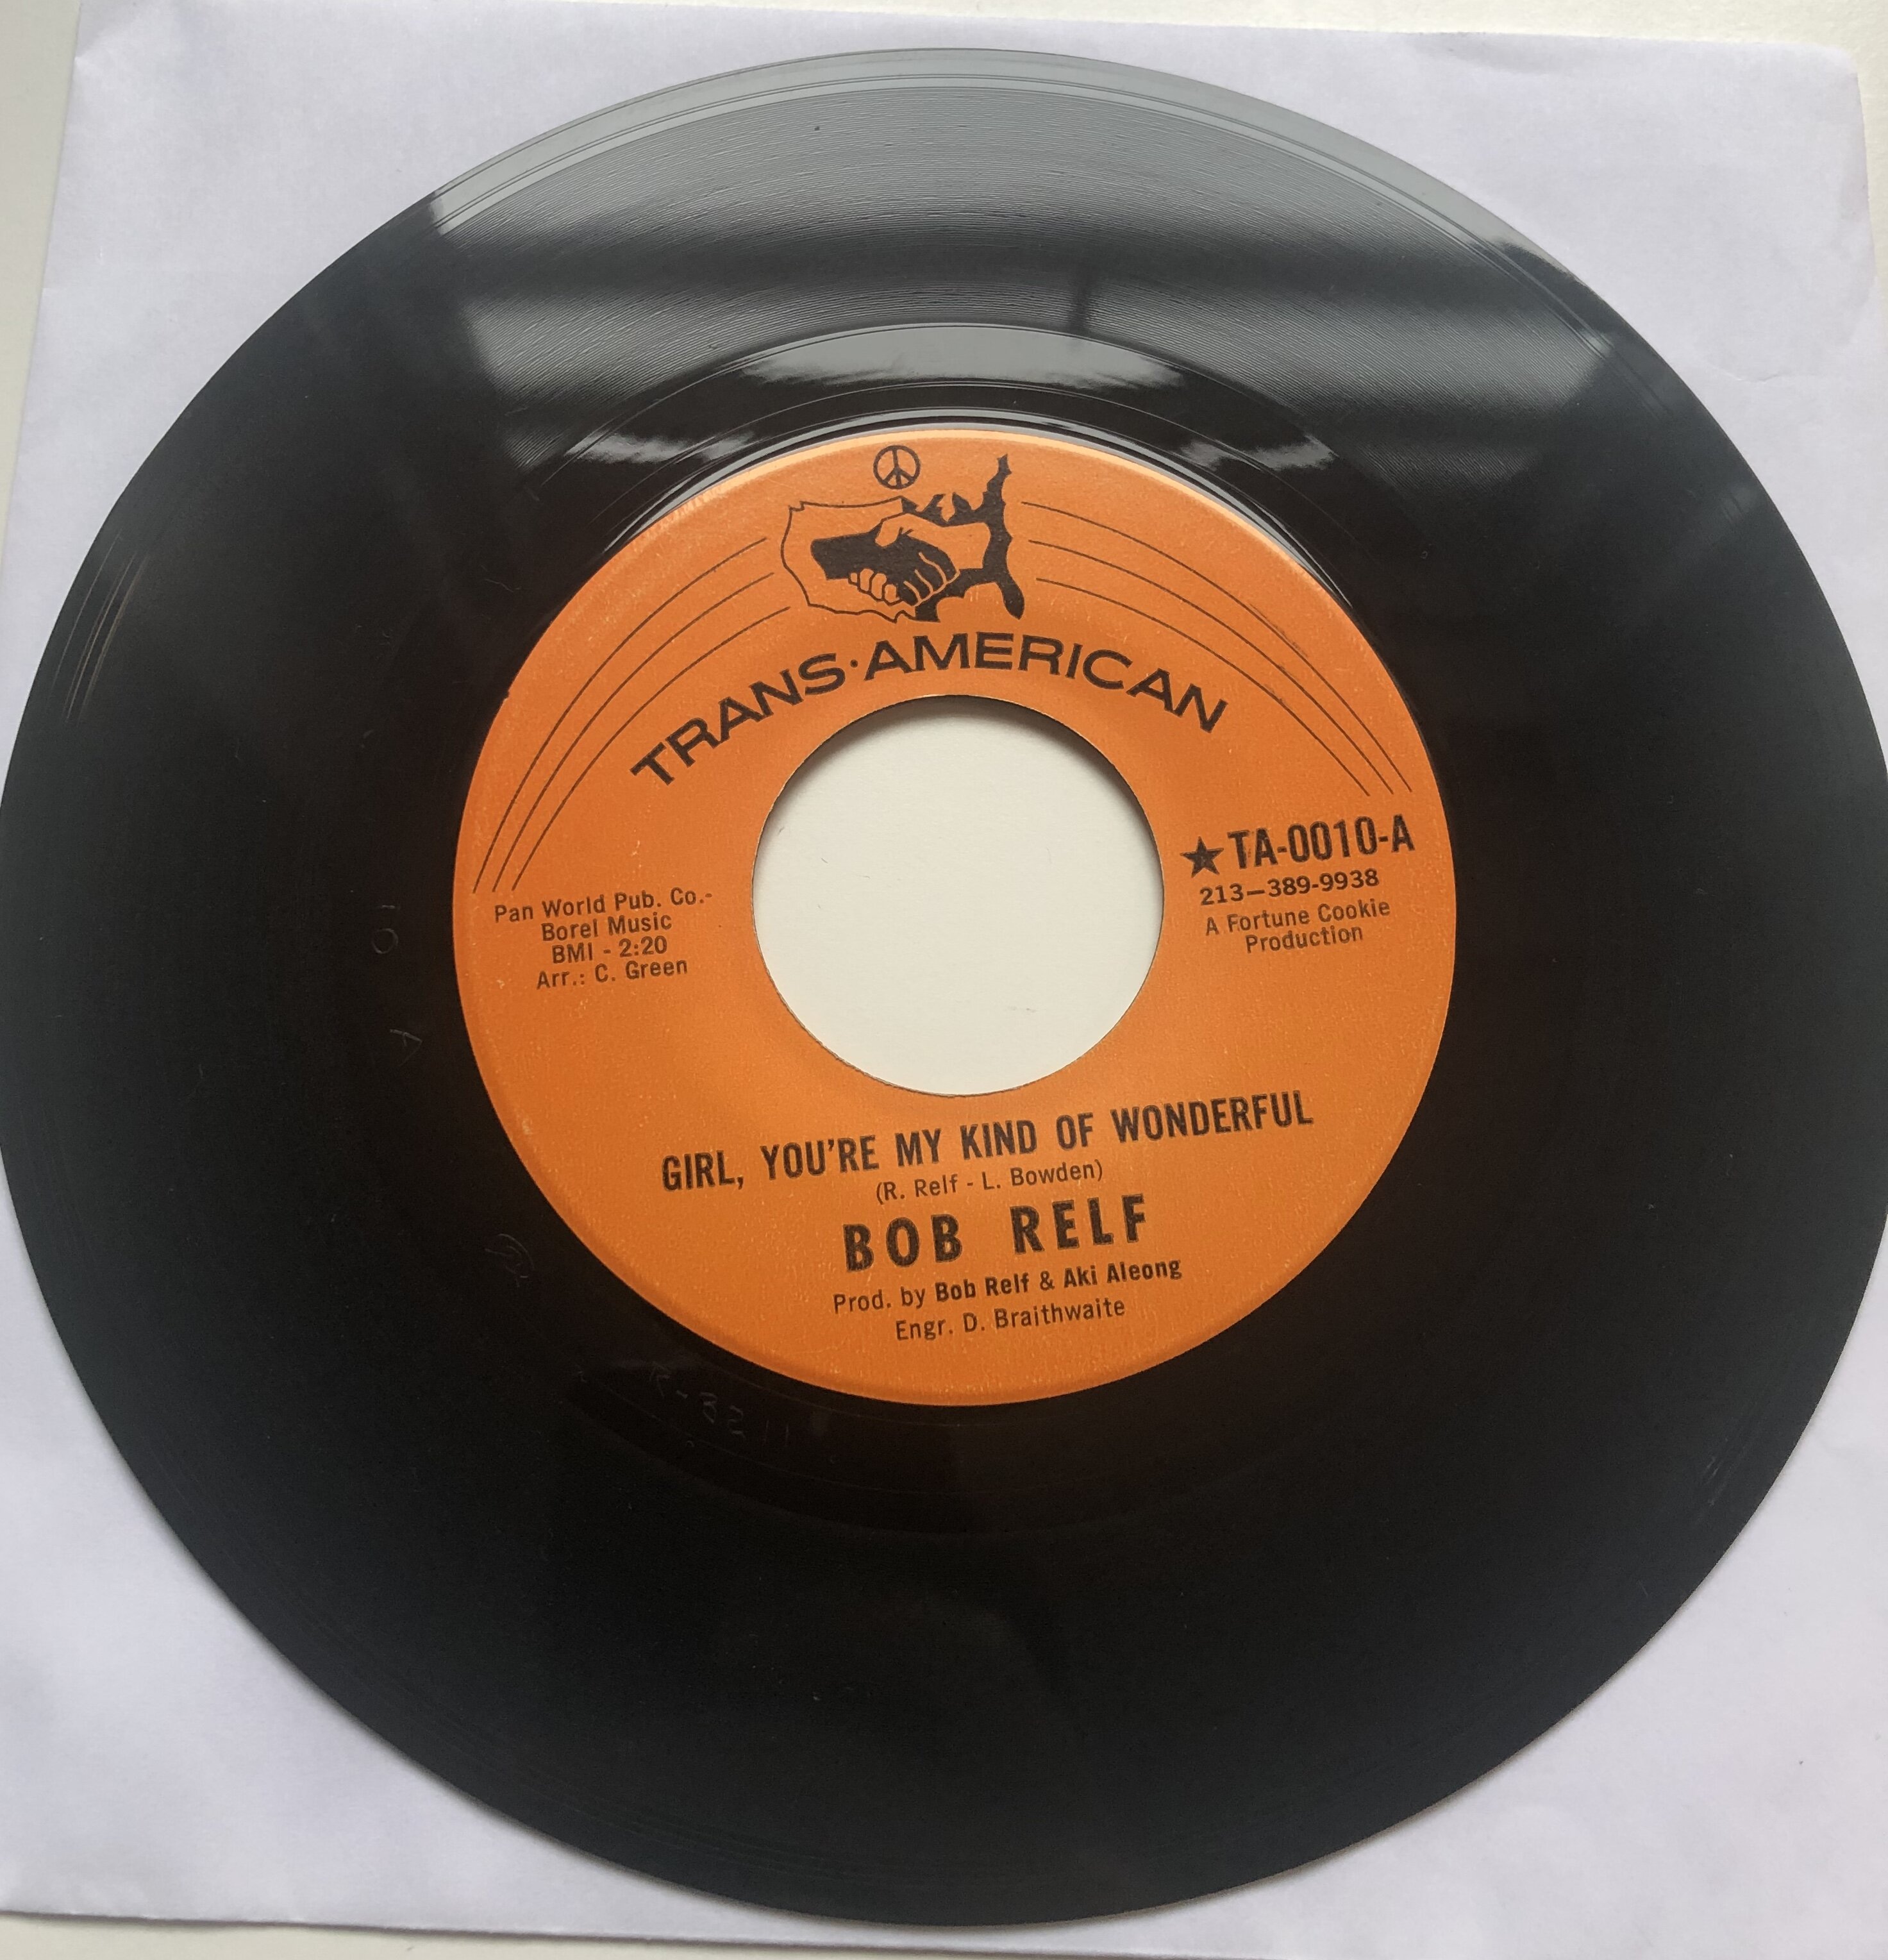 TRANS·AMERICAN
★TA-0010-A
213—389-9938
A Fortune Cookie
Production
Pan World Pub. Co.-
Borel Music
BMI - 2:20
Arr.: C. Green
GIRL, YOU'RE MY KIND OF WONDERFUL
(R. Relf - L. Bowden)
BOB RELF
Prod. by Bob Relf & Aki Aleong
Engr. D. Braithwaite